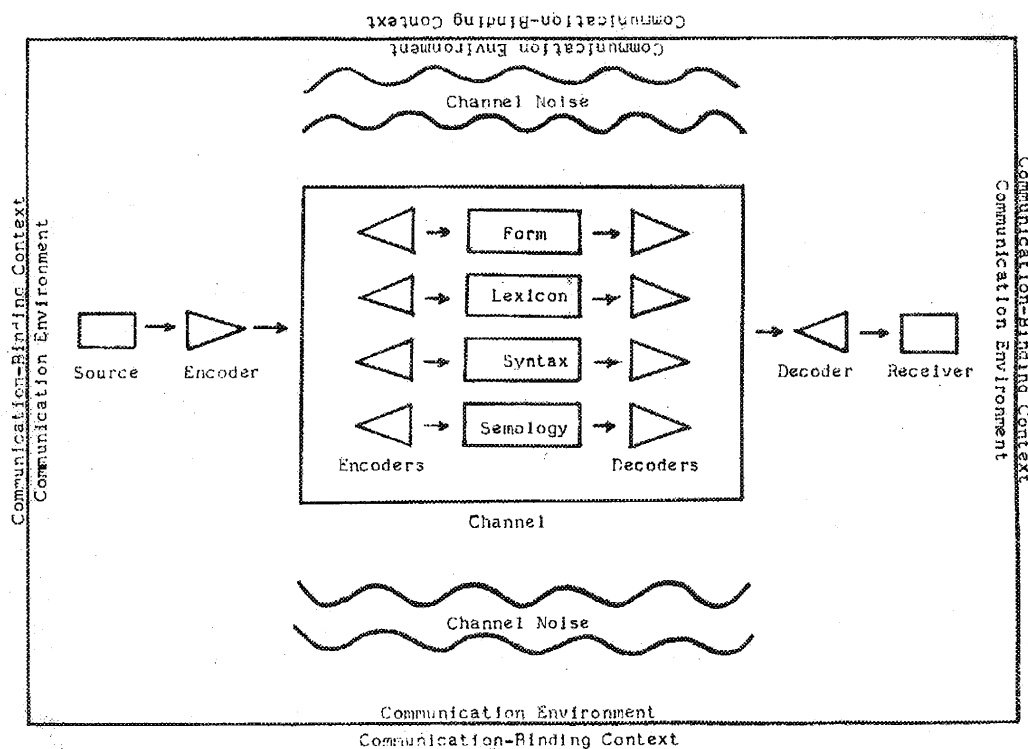 Communication-Binding Context
Communication Environment
Channel Noise
Communication-Binding Context
Communication Environment
Communication Environment
Communication-Binding Context
Form
Lexicon
Syntax
Semology
Source
Encoder
Decoder
Receiver
Encoders
Decoders
Channel
Channel Noise
Communication Environment
Communication-Binding Context